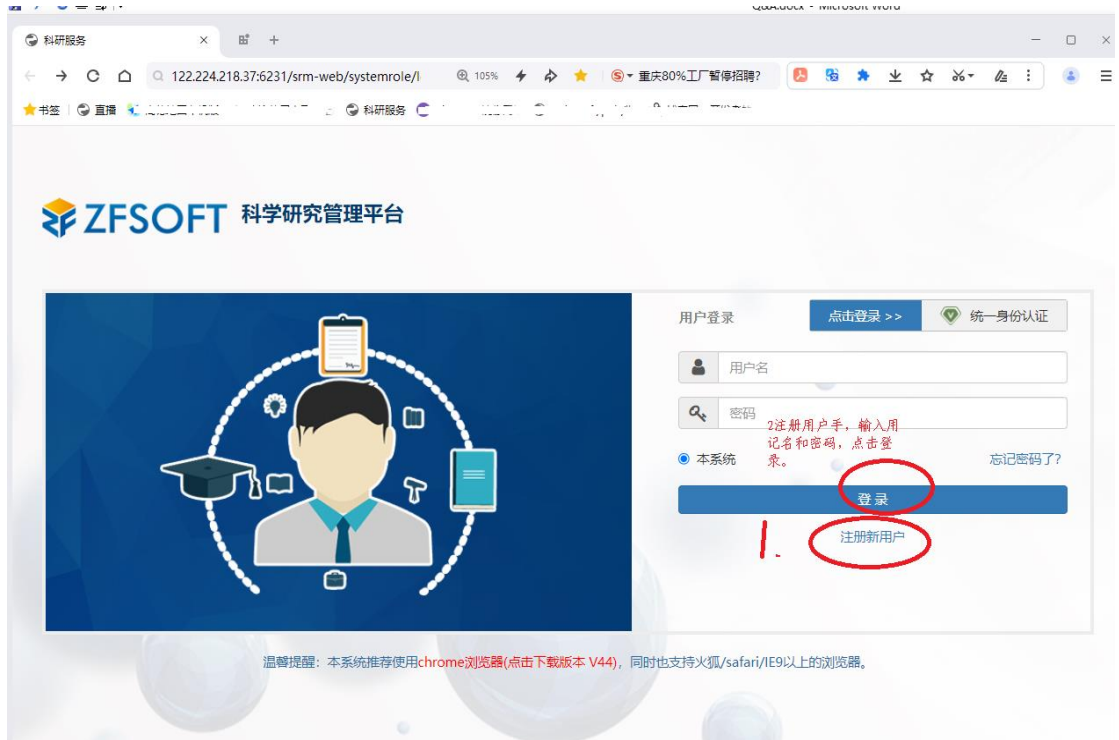 Q&A.docx - Microsoft Word
科研服务
122.224.218.37:6231/srm-web/systemrole/l
105%
重庆80%工厂暂停招聘?
书签
直播
科研服务
ZFSOFT 科学研究管理平台
用户登录
点击登录 >>
统一身份认证
用户名
密码
2注册用户手，输入用
记名和密码，点击登
录。
本系统
忘记密码了?
登 录
1.
注册新用户
温馨提醒：本系统推荐使用chrome浏览器(点击下载版本 V44)，同时也支持火狐/safari/IE9以上的浏览器。